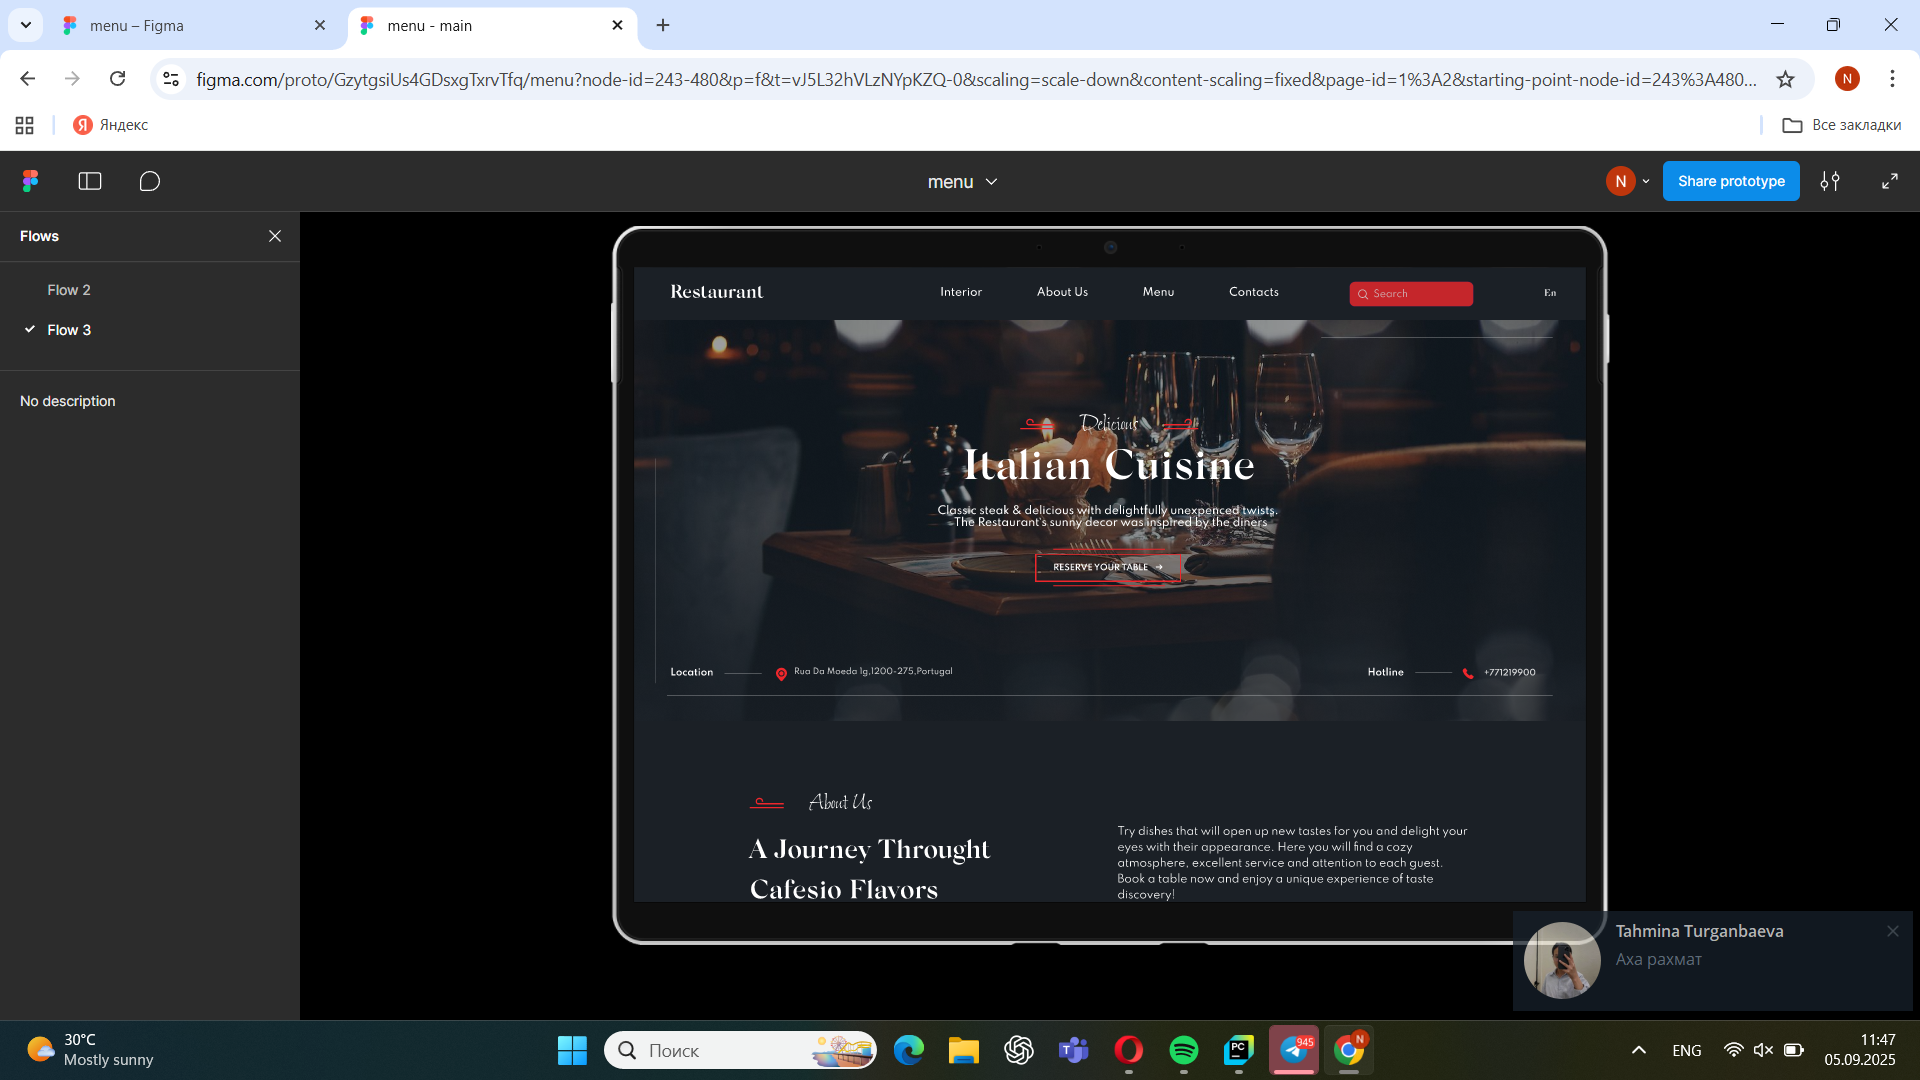 menu – Figma
menu - main
figma.com/proto/GzytgsiUs4GDsxgTxrvTfq/menu?node-id=243-480&p=f&t=vJ5L32hVLzNYpKZQ-0&scaling=scale-down&content-scaling=fixed&page-id=1%3A2&starting-point-node-id=243%3A480...
N
Я Яндекс
Все закладки
menu
N
Share prototype
Flows
Flow 2
Flow 3
No description
Restaurant
Interior
About Us
Menu
Contacts
Search
En
Delicious
Italian Cuisine
Classic steak & delicious with delightfully unexpenced twists.
The Restaurant's sunny decor was inspired by the diners
RESERVE YOUR TABLE →
Location
Rua Da Moeda 1g,1200-275,Portugal
Hotline
+771219900
About Us
A Journey Throught
Cafesio Flavors
Try dishes that will open up new tastes for you and delight your
eyes with their appearance. Here you will find a cozy
atmosphere, excellent service and attention to each guest.
Book a table now and enjoy a unique experience of taste
discovery!
Tahmina Turganbaeva
Аха рахмат
30°C
Mostly sunny
Поиск
T
PC
945
N
ENG
11:47
05.09.2025